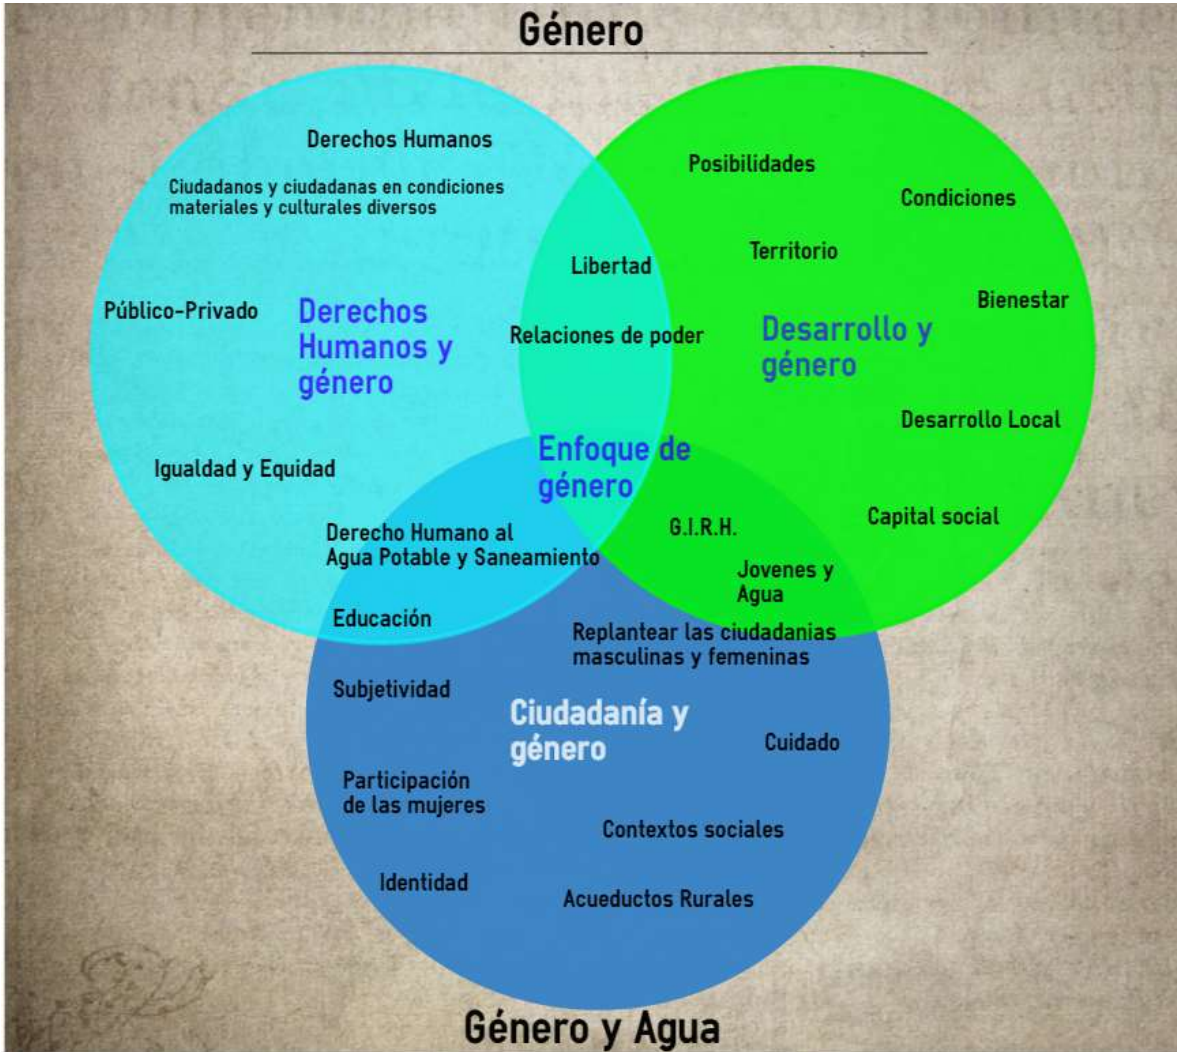 Género
Derechos Humanos
Ciudadanos y ciudadanas en condiciones
materiales y culturales diversos
Público-Privado
Derechos
Humanos y
género
Igualdad y Equidad
Libertad
Relaciones de poder
Posibilidades
Condiciones
Territorio
Bienestar
Desarrollo y
género
Desarrollo Local
Capital social
Enfoque de
género
Derecho Humano al
Agua Potable y Saneamiento
Educación
G.I.R.H.
Jovenes y
Agua
Replantear las ciudadanias
masculinas y femeninas
Subjetividad
Ciudadanía y
género
Cuidado
Participación
de las mujeres
Contextos sociales
Identidad
Acueductos Rurales
Género y Agua